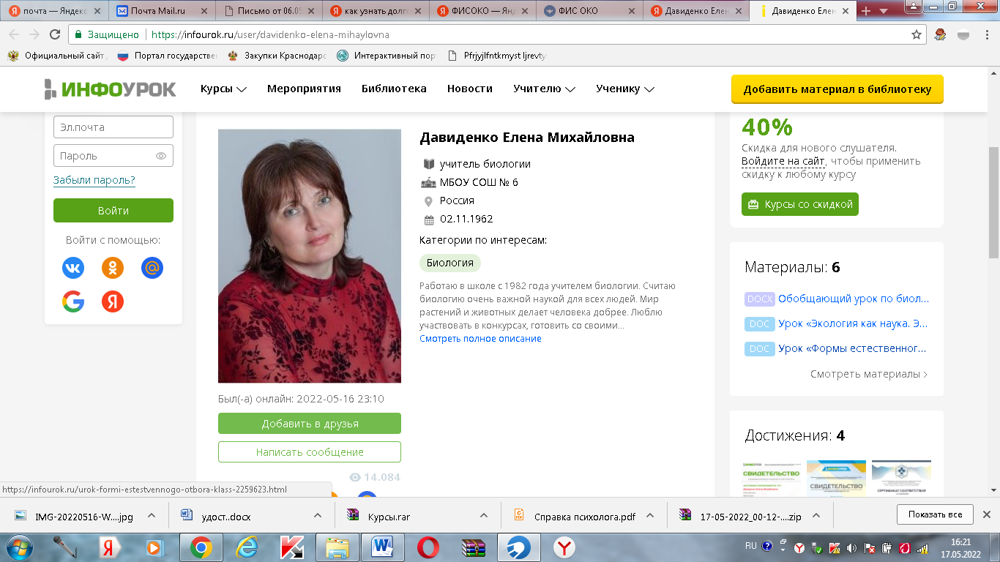 почта — Яндекс
Почта Mail.ru
Письмо от 06.05
как узнать долг
ФИСОКО — Ян
ФИС ОКО
Давиденко Елен
Давиденко Елен
Защищено
https://infourok.ru/user/davidenko-elena-mihaylovna
Официальный сайт
Портал государстве
Закупки Краснодарс
Интерактивный пор
Pfrjyjlfntkmyst ljrevty
ИНФОУРОК
Курсы
Мероприятия
Библиотека
Новости
Учителю
Ученику
Добавить материал в библиотеку
Эл.почта
Пароль
Забыли пароль?
Войти
Войти с помощью:
Давиденко Елена Михайловна
учитель биологии
МБОУ СОШ № 6
Россия
02.11.1962
Категории по интересам:
Биология
Работаю в школе с 1982 года учителем биологии. Считаю
биологию очень важной наукой для всех людей. Мир
растений и животных делает человека добрее. Люблю
участвовать в конкурсах, готовить со своими...
Смотреть полное описание
Был(-а) онлайн: 2022-05-16 23:10
Добавить в друзья
Написать сообщение
14.084
40%
Скидка для нового слушателя.
Войдите на сайт, чтобы применить
скидку к любому курсу
Курсы со скидкой
Материалы: 6
DOCX Обобщающий урок по биол...
DOC Урок «Экология как наука. Э...
DOC Урок «Формы естественног...
Смотреть материалы
Достижения: 4
ИНФОУРОК
СВИДЕТЕЛЬСТВО
ИНФОУРОК
СВИДЕТЕЛЬСТВО
СЕРТИФИКАТ СООТВЕТСТВИЯ
https://infourok.ru/urok-formi-estestvennogo-otbora-klass-2259623.html
IMG-20220516-W....jpg
удост..docx
Курсы.rar
Справка психолога.pdf
17-05-2022_00-12-....zip
Показать все
RU
16:21
17.05.2022